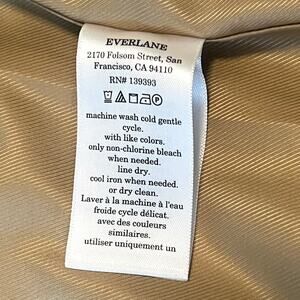 EVERLANE
2170 Folsom Street, San
Francisco, CA 94110
RN# 139393
machine wash cold gentle
cycle.
with like colors.
only non-chlorine bleach
when needed.
line dry.
cool iron when needed.
or dry clean.
Laver à la machine à l'eau
froide cycle délicat.
avec des couleurs
similaires.
utiliser uniquement un